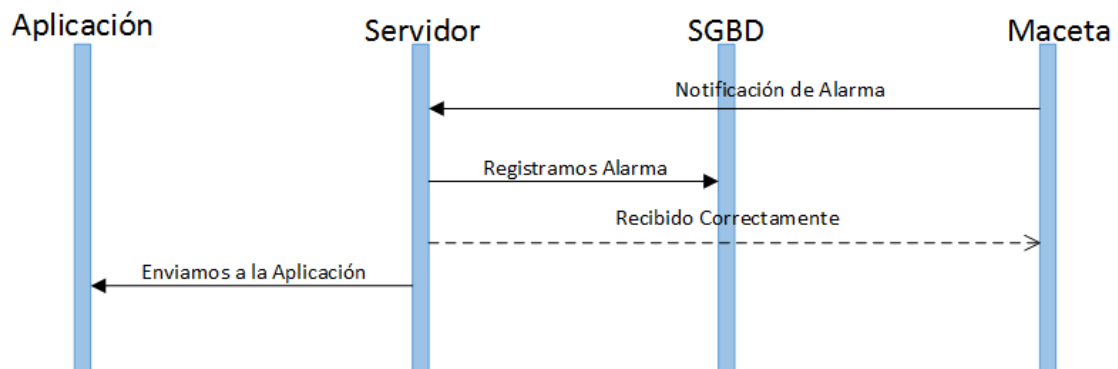 Aplicación
Servidor
SGBD
Maceta
Notificación de Alarma
Registramos Alarma
Recibido Correctamente
Enviamos a la Aplicación